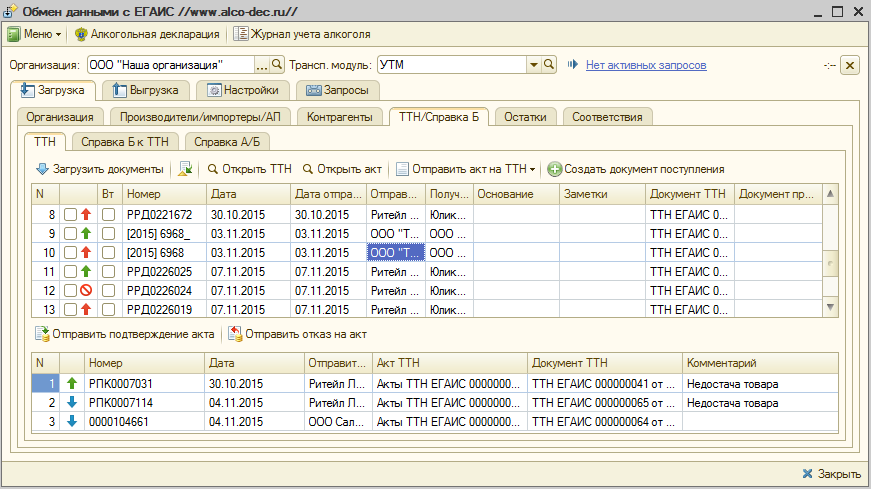 Обмен данными с ЕГАИС //www.alco-dec.ru//
Меню Алкогольная декларация Журнал учета алкоголя
Организация: ООО "Наша организация" ... Трансп. модуль: УТМ Нет активных запросов -:--
Загрузка Выгрузка Настройки Запросы
Организация Производители/импортеры/АП Контрагенты ТТН/Справка Б Остатки Соответствия
ТТН Справка Б к ТТН Справка А/Б
Загрузить документы Открыть ТТН Открыть акт Отправить акт на ТТН Создать документ поступления
N Вт Номер Дата Дата отпра... Отправ... Получ... Основание Заметки Документ ТТН Документ пр...
8 РРД0221672 30.10.2015 30.10.2015 Ритейл ... Юлик... ТТН ЕГАИС 0...
9 [2015] 6968_ 03.11.2015 03.11.2015 ООО "Т... ООО ... ТТН ЕГАИС 0...
10 [2015] 6968 03.11.2015 03.11.2015 ООО "Т... ООО ... ТТН ЕГАИС 0...
11 РРД0226025 07.11.2015 07.11.2015 Ритейл ... Юлик... ТТН ЕГАИС 0...
12 РРД0226024 07.11.2015 07.11.2015 Ритейл ... Юлик... ТТН ЕГАИС 0...
13 РРД0226019 07.11.2015 07.11.2015 Ритейл ... Юлик... ТТН ЕГАИС 0...
Отправить подтверждение акта Отправить отказ на акт
N Номер Дата Отправит... Акт ТТН Документ ТТН Комментарий
1 РПК0007031 30.10.2015 Ритейл Л... Акты ТТН ЕГАИС 0000000... ТТН ЕГАИС 000000041 от ... Недостача товара
2 РПК0007114 04.11.2015 Ритейл Л... Акты ТТН ЕГАИС 0000000... ТТН ЕГАИС 000000065 от ... Недостача товара
3 0000104661 04.11.2015 ООО Сал... Акты ТТН ЕГАИС 0000000... ТТН ЕГАИС 000000064 от ...
Закрыть